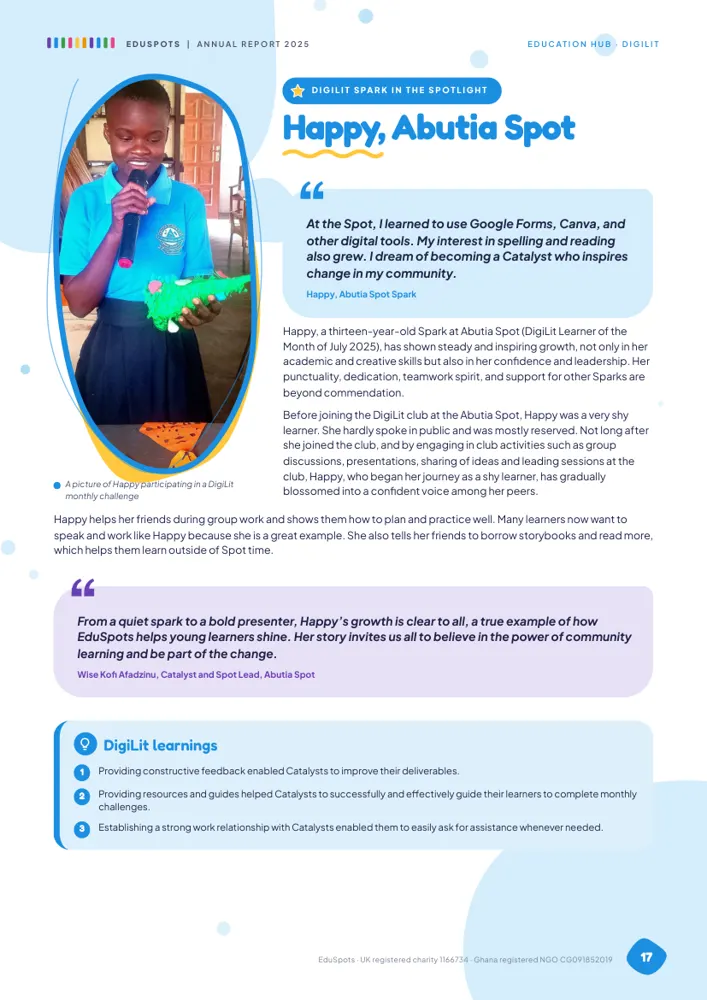 EDUSPOTS | ANNUAL REPORT 2025
EDUCATION HUB · DIGILIT
DIGILIT SPARK IN THE SPOTLIGHT
Happy, Abutia Spot
“
At the Spot, I learned to use Google Forms, Canva, and
other digital tools. My interest in spelling and reading
also grew. I dream of becoming a Catalyst who inspires
change in my community.
Happy, Abutia Spot Spark
Happy, a thirteen-year-old Spark at Abutia Spot (DigiLit Learner of the
Month of July 2025), has shown steady and inspiring growth, not only in her
academic and creative skills but also in her confidence and leadership. Her
punctuality, dedication, teamwork spirit, and support for other Sparks are
beyond commendation.
Before joining the DigiLit club at the Abutia Spot, Happy was a very shy
learner. She hardly spoke in public and was mostly reserved. Not long after
she joined the club, and by engaging in club activities such as group
discussions, presentations, sharing of ideas and leading sessions at the
club, Happy, who began her journey as a shy learner, has gradually
blossomed into a confident voice among her peers.
A picture of Happy participating in a DigiLit
monthly challenge
Happy helps her friends during group work and shows them how to plan and practice well. Many learners now want to
speak and work like Happy because she is a great example. She also tells her friends to borrow storybooks and read more,
which helps them learn outside of Spot time.
“
From a quiet spark to a bold presenter, Happy’s growth is clear to all, a true example of how
EduSpots helps young learners shine. Her story invites us all to believe in the power of community
learning and be part of the change.
Wise Kofi Afadzinu, Catalyst and Spot Lead, Abutia Spot
DigiLit learnings
1 Providing constructive feedback enabled Catalysts to improve their deliverables.
2 Providing resources and guides helped Catalysts to successfully and effectively guide their learners to complete monthly
challenges.
3 Establishing a strong work relationship with Catalysts enabled them to easily ask for assistance whenever needed.
EduSpots · UK registered charity 1166734 · Ghana registered NGO CG091852019
17